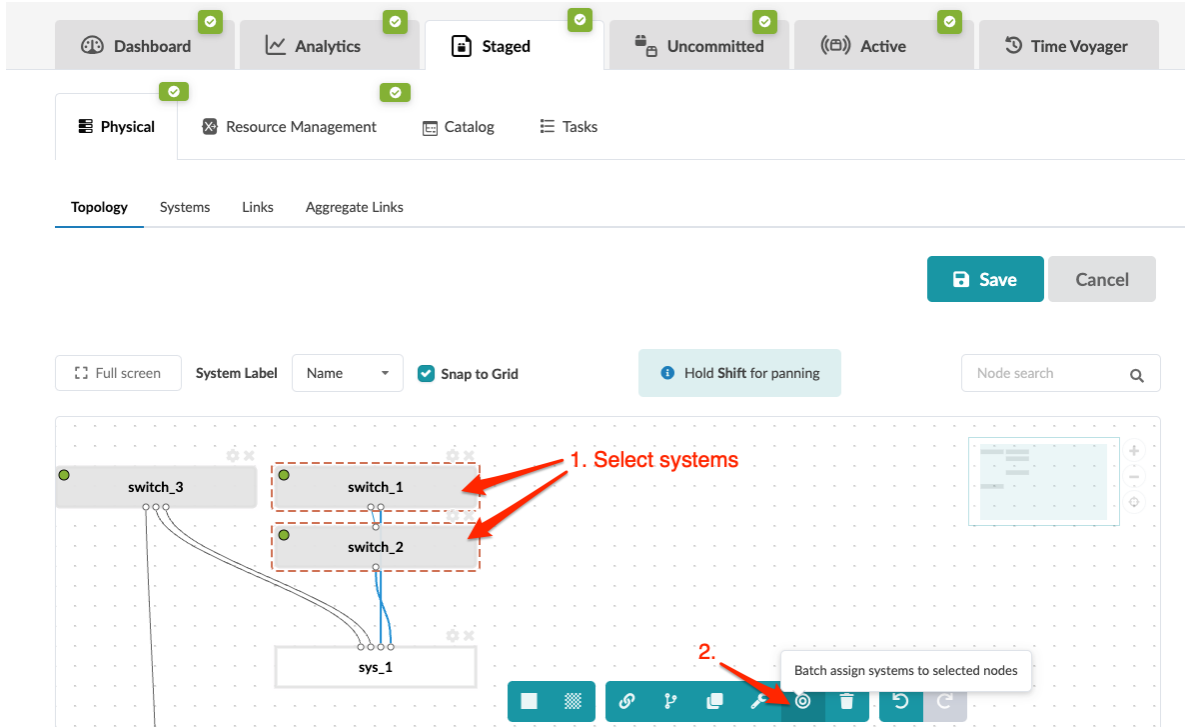 Dashboard
Analytics
Staged
Uncommitted
Active
Time Voyager
Physical
Resource Management
Catalog
Tasks
Topology
Systems
Links
Aggregate Links
Save
Cancel
Full screen
System Label
Name
Snap to Grid
Hold Shift for panning
Node search
1. Select systems
switch_3
switch_1
switch_2
sys_1
2.
Batch assign systems to selected nodes